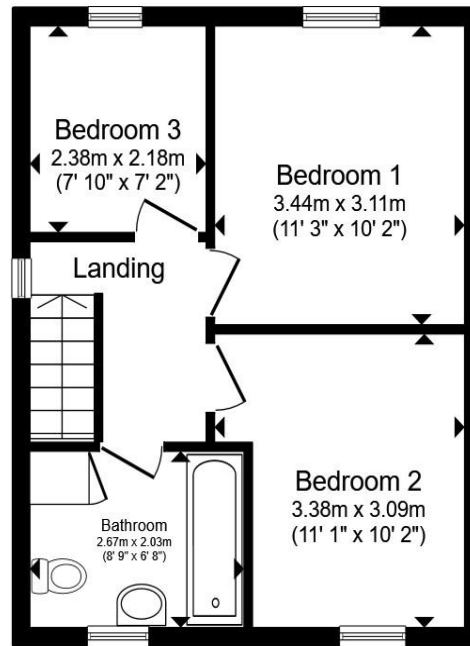 Bedroom 3
2.38m x 2.18m
(7' 10" x 7' 2")
Bedroom 1
3.44m x 3.11m
(11' 3" x 10' 2")
Landing
Bedroom 2
3.38m x 3.09m
(11' 1" x 10' 2")
Bathroom
2.67m x 2.03m
(8' 9" x 6' 8")